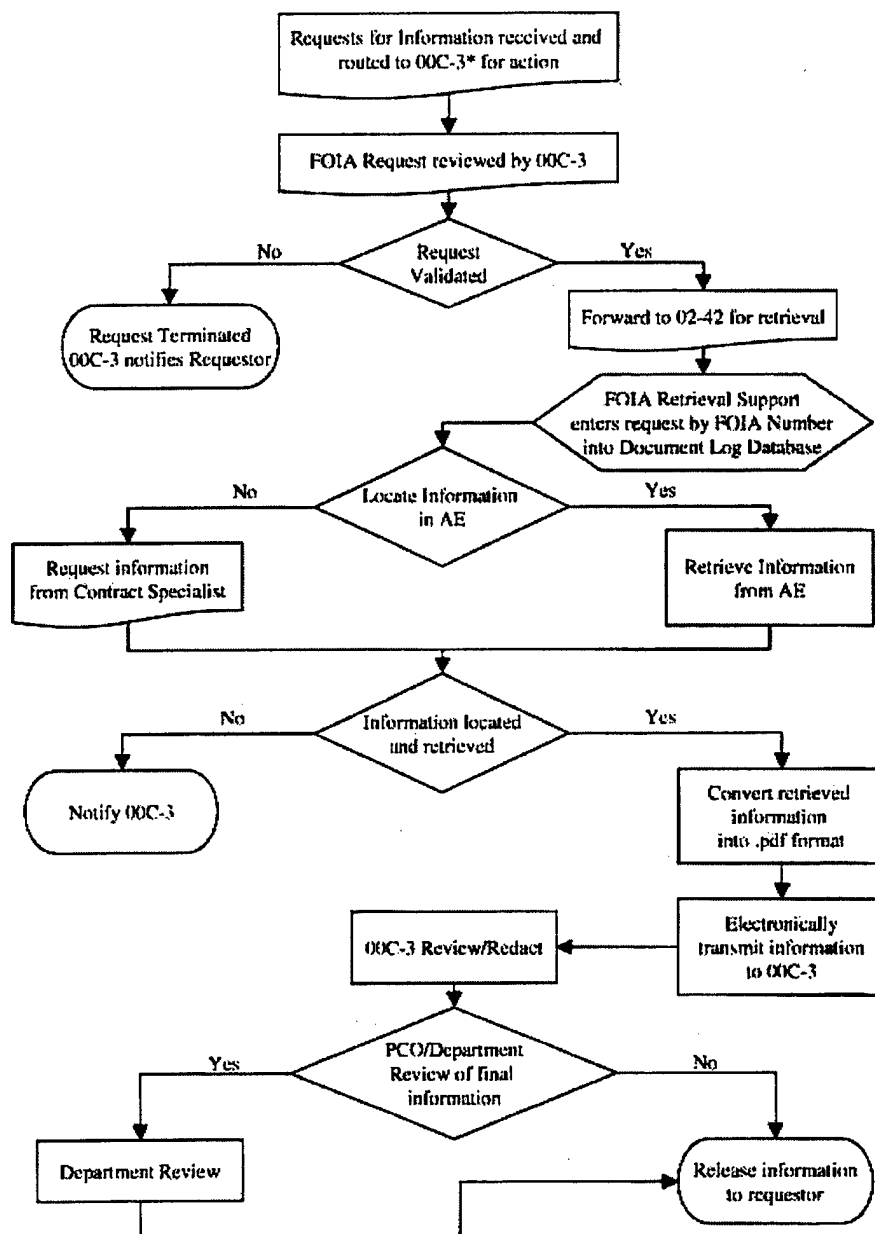 Requests for Information received and
routed to 00C-3* for action
FOIA Request reviewed by 00C-3
No
Request
Validated
Yes
Request Terminated
00C-3 notifies Requestor
Forward to 02-42 for retrieval
FOIA Retrieval Support
enters request by FOIA Number
into Document Log Database
No
Locate Information
in AE
Yes
Request information
from Contract Specialist
Retrieve Information
from AE
No
Information located
and retrieved
Yes
Notify 00C-3
Convert retrieved
information
into .pdf format
00C-3 Review/Redact
Electronically
transmit information
to 00C-3
Yes
PCO/Department
Review of final
information
No
Department Review
Release information
to requestor